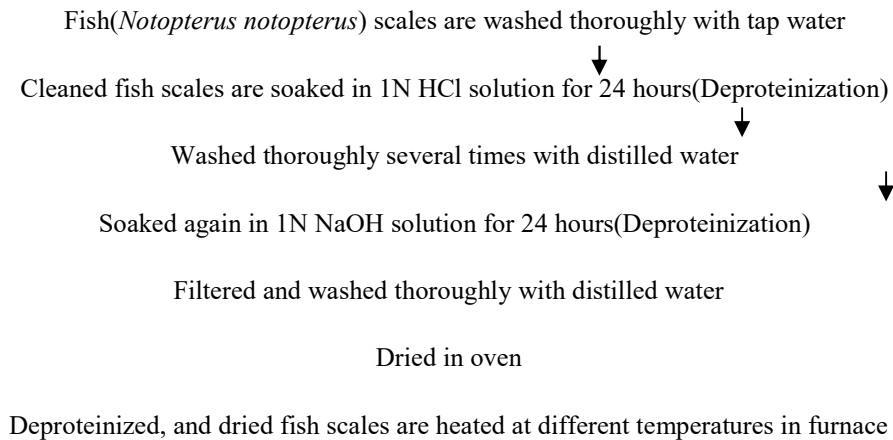 Fish(Notopterus notopterus) scales are washed thoroughly with tap water
Cleaned fish scales are soaked in 1N HCl solution for 24 hours(Deproteinization)
Washed thoroughly several times with distilled water
Soaked again in 1N NaOH solution for 24 hours(Deproteinization)
Filtered and washed thoroughly with distilled water
Dried in oven
Deproteinized, and dried fish scales are heated at different temperatures in furnace